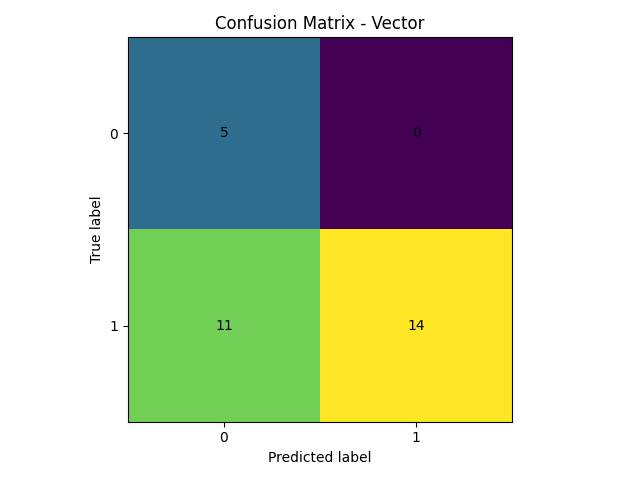 Confusion Matrix - Vector
True label
0
5
0
1
11
14
0
1
Predicted label